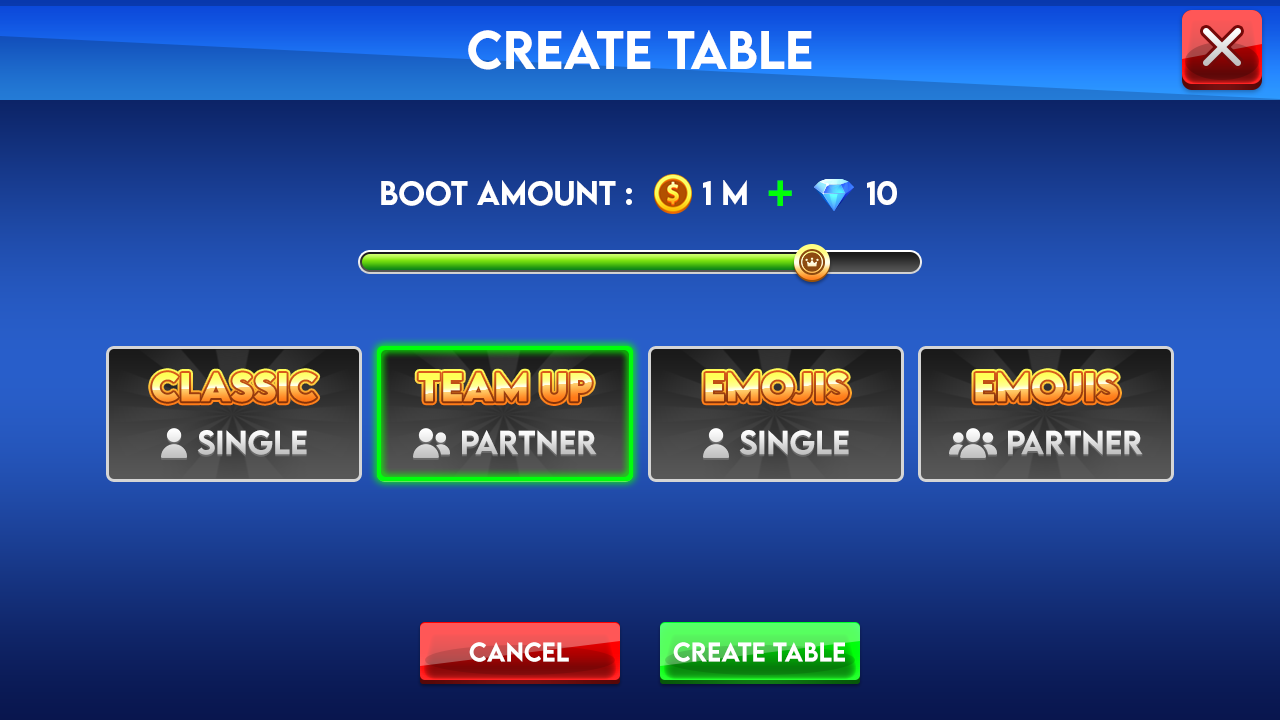 CREATE TABLE
BOOT AMOUNT : $ 1 M + 10
CLASSIC
SINGLE
TEAM UP
PARTNER
EMOJIS
SINGLE
EMOJIS
PARTNER
CANCEL
CREATE TABLE